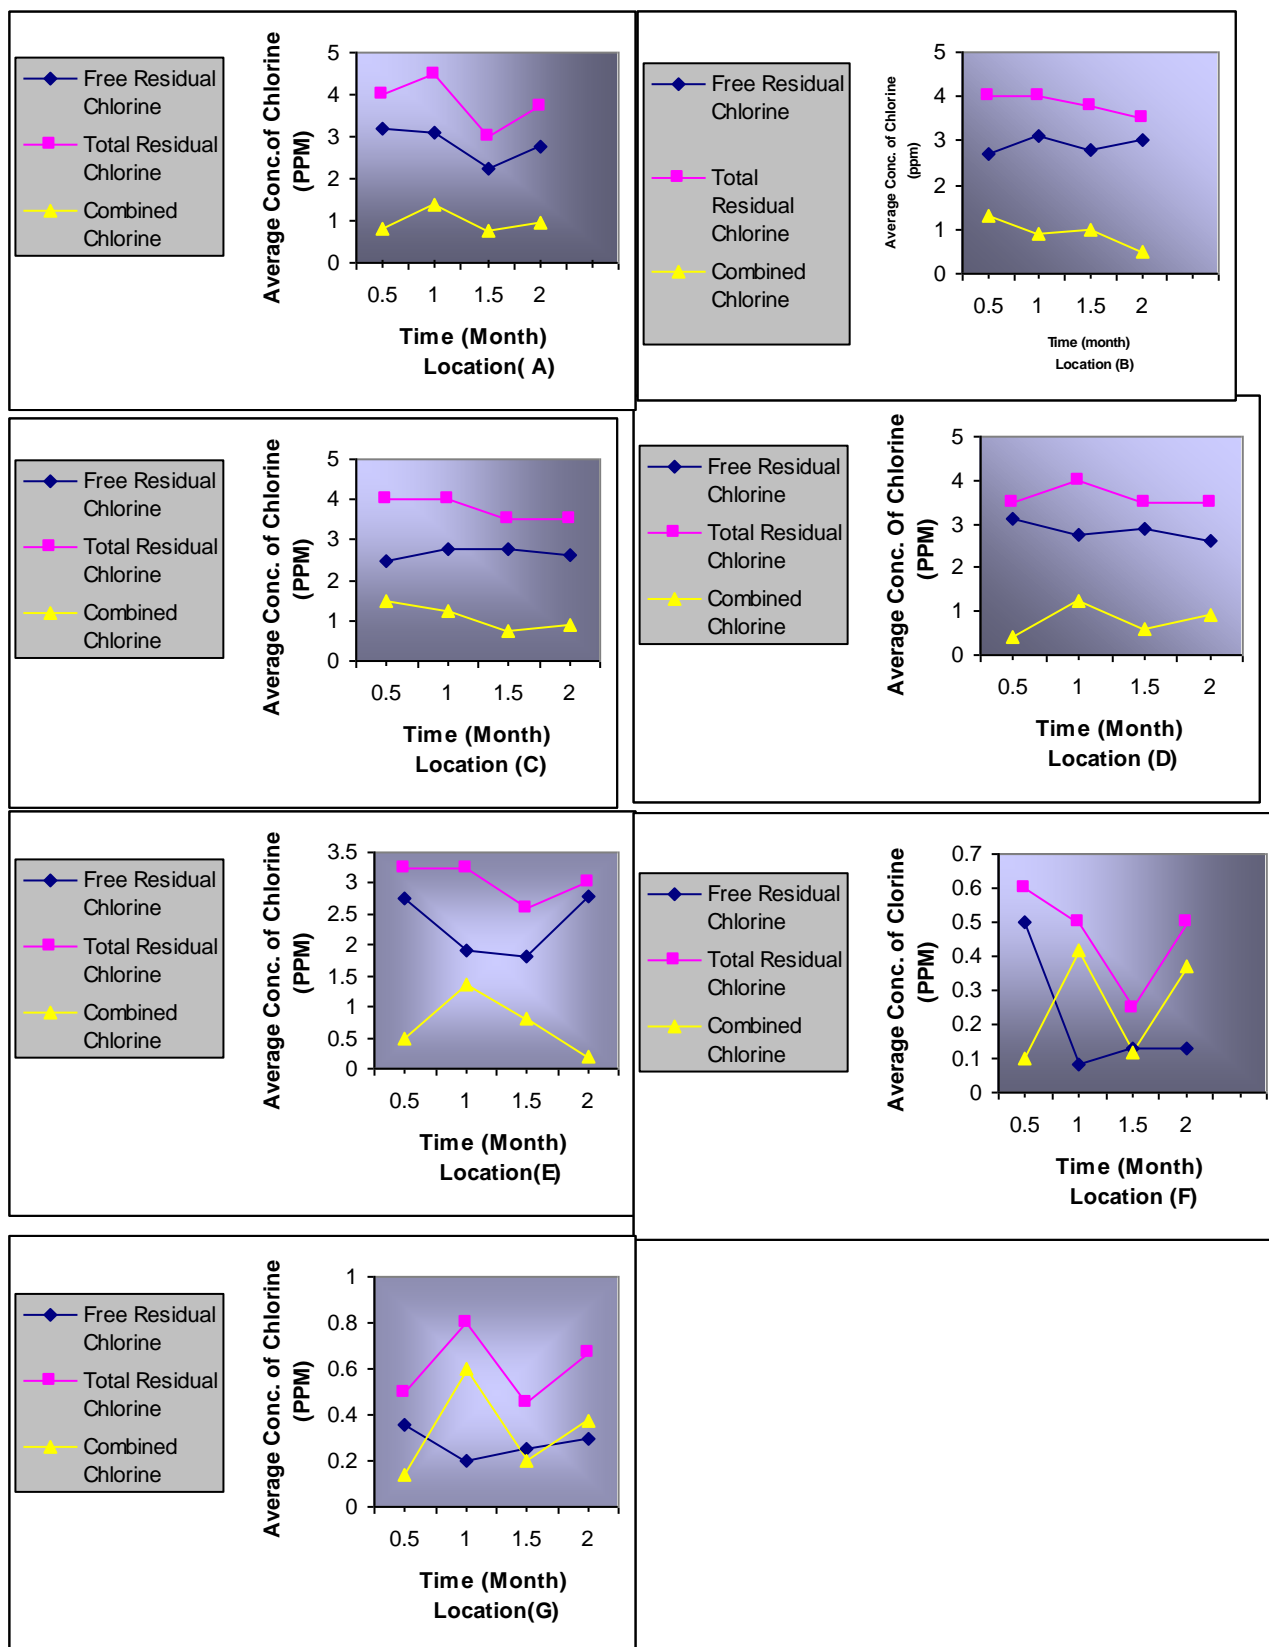 Free Residual
Chlorine
Total Residual
Chlorine
Combined
Chlorine
Average Conc.of Chlorine
(PPM)
5
4
3
2
1
0
0.5 1 1.5 2
Time (Month)
Location( A)
Free Residual
Chlorine
Total
Residual
Chlorine
Combined
Chlorine
Average Conc. of Chlorine
(ppm)
5
4
3
2
1
0
0.5 1 1.5 2
Time (month)
Location (B)
Free Residual
Chlorine
Total Residual
Chlorine
Combined
Chlorine
Average Conc. of Chlorine
(PPM)
5
4
3
2
1
0
0.5 1 1.5 2
Time (Month)
Location (C)
Free Residual
Chlorine
Total Residual
Chlorine
Combined
Chlorine
Average Conc. Of Chlorine
(PPM)
5
4
3
2
1
0
0.5 1 1.5 2
Time (Month)
Location (D)
Free Residual
Chlorine
Total Residual
Chlorine
Combined
Chlorine
Average Conc. of Chlorine
(PPM)
3.5
3
2.5
2
1.5
1
0.5
0
0.5 1 1.5 2
Time (Month)
Location(E)
Free Residual
Chlorine
Total Residual
Chlorine
Combined
Chlorine
Average Conc. of Clorine
(PPM)
0.7
0.6
0.5
0.4
0.3
0.2
0.1
0
0.5 1 1.5 2
Time (Month)
Location (F)
Free Residual
Chlorine
Total Residual
Chlorine
Combined
Chlorine
Average Conc. of Chlorine
(PPM)
1
0.8
0.6
0.4
0.2
0
0.5 1 1.5 2
Time (Month)
Location(G)